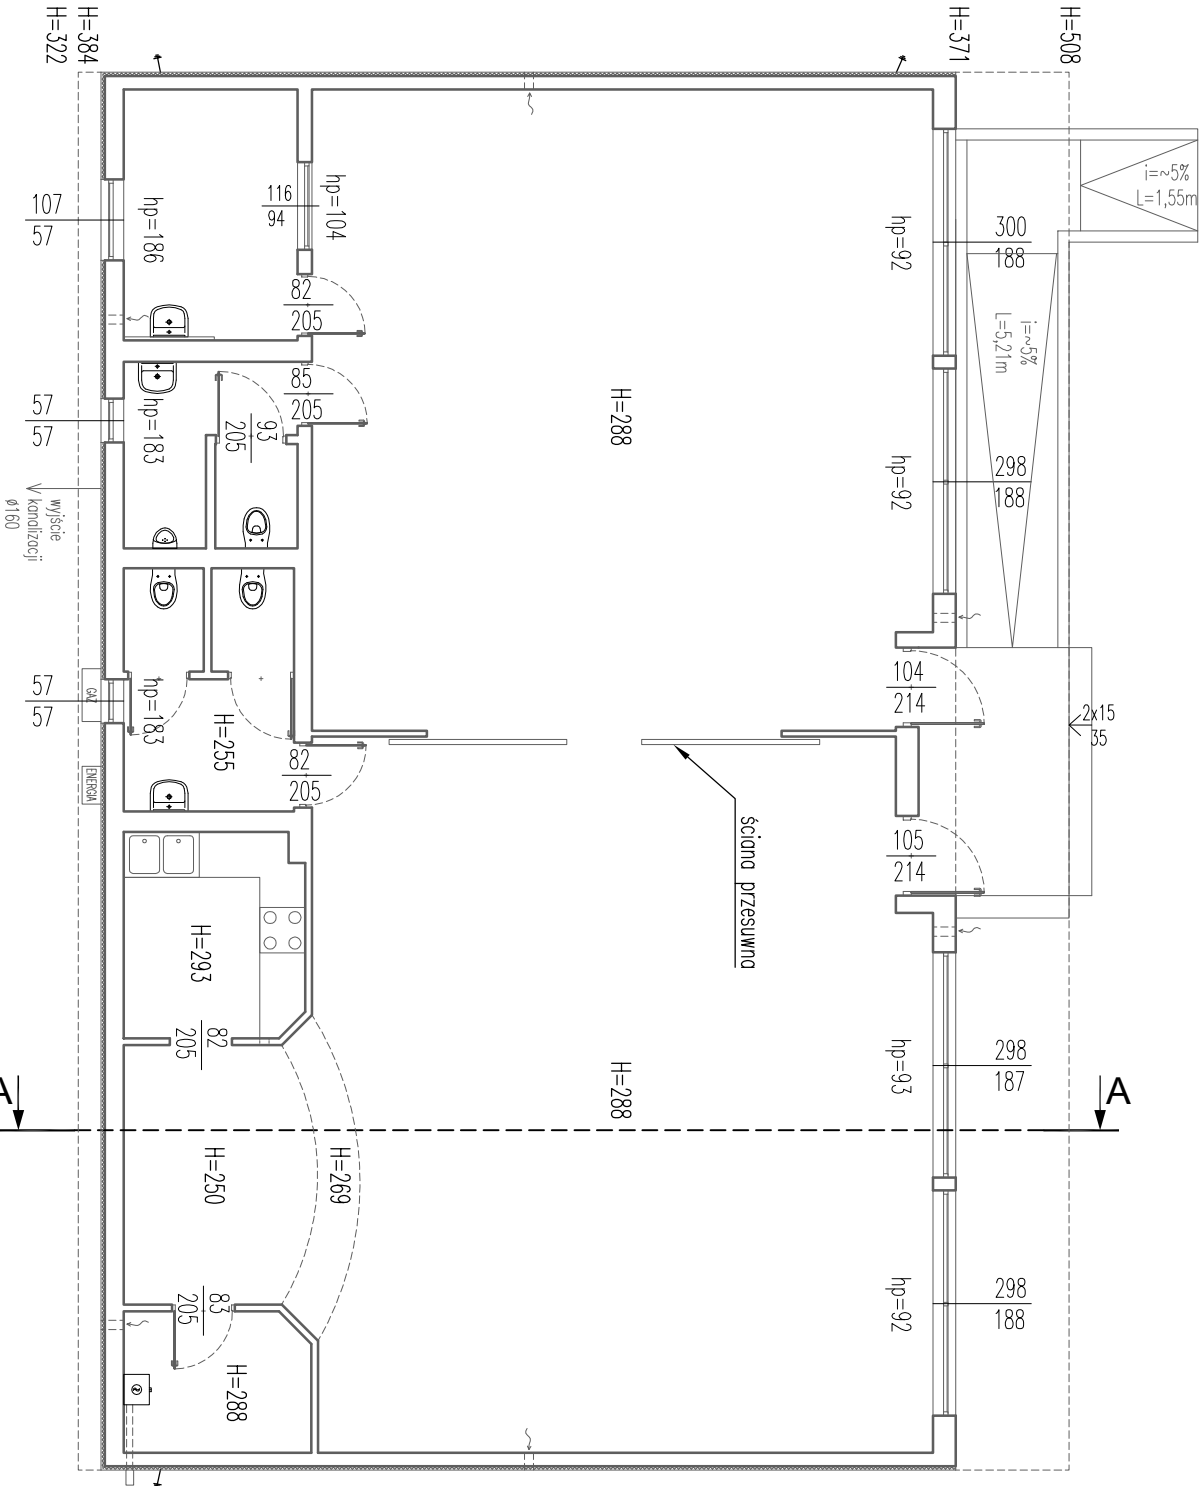 H=322
H=384
H=371
H=508
i=~5%
L=1,55m
i=~5%
L=5,21m
300
188
hp=92
298
188
hp=92
H=288
hp=104
116
94
hp=186
107
57
82
205
85
205
93
205
hp=183
57
57
wyjście
kanalizacji
ø160
GAZ
57
57
hp=183
H=255
82
205
ENERGIA
104
214
2x15
35
105
214
ściana przesuwna
H=293
82
205
H=288
hp=93
298
187
A
A
H=250
H=269
hp=92
298
188
83
205
H=288